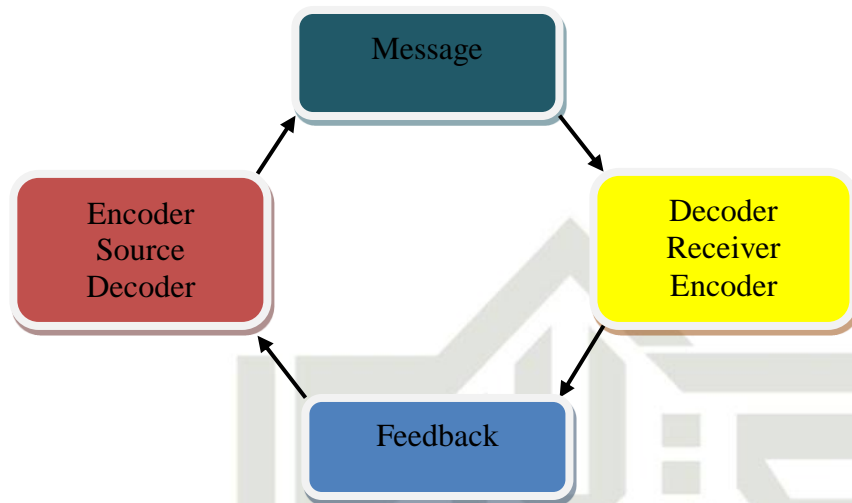 Message
Encoder
Source
Decoder
Decoder
Receiver
Encoder
Feedback